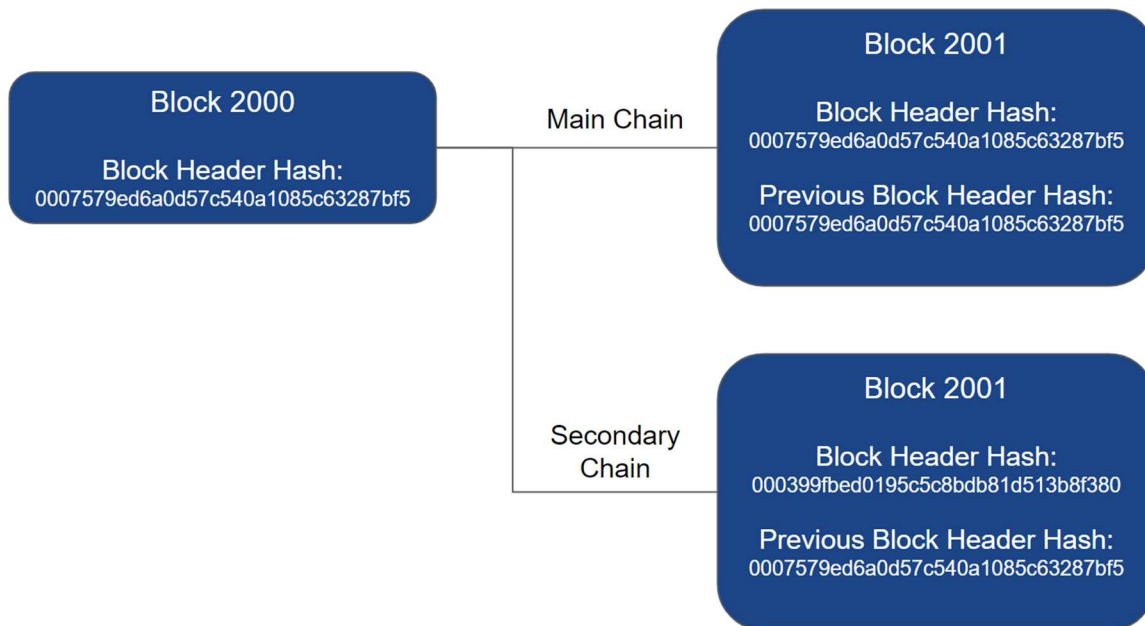 Block 2000
Block Header Hash:
0007579ed6a0d57c540a1085c63287bf5
Main Chain
Block 2001
Block Header Hash:
0007579ed6a0d57c540a1085c63287bf5
Previous Block Header Hash:
0007579ed6a0d57c540a1085c63287bf5
Secondary
Chain
Block 2001
Block Header Hash:
000399fbed0195c5c8bdb81d513b8f380
Previous Block Header Hash:
0007579ed6a0d57c540a1085c63287bf5